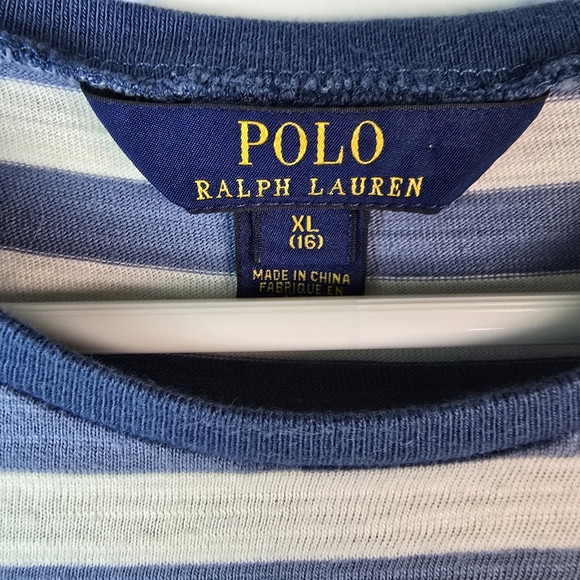 POLO
RALPH LAUREN
XL
(16)
MADE IN CHINA
FABRIQUE EN